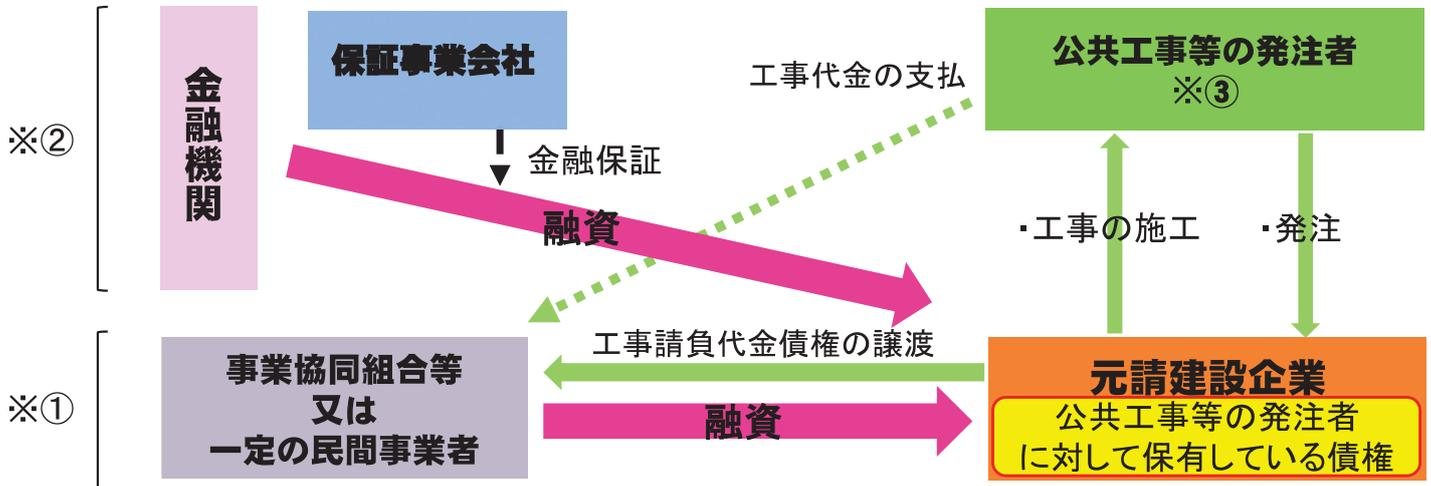 ※②
金融機関
保証事業会社
金融保証
融資
工事代金の支払
公共工事等の発注者
※③
・工事の施工
・発注
※①
事業協同組合等
又は
一定の民間事業者
工事請負代金債権の譲渡
融資
元請建設企業
公共工事等の発注者
に対して保有している債権